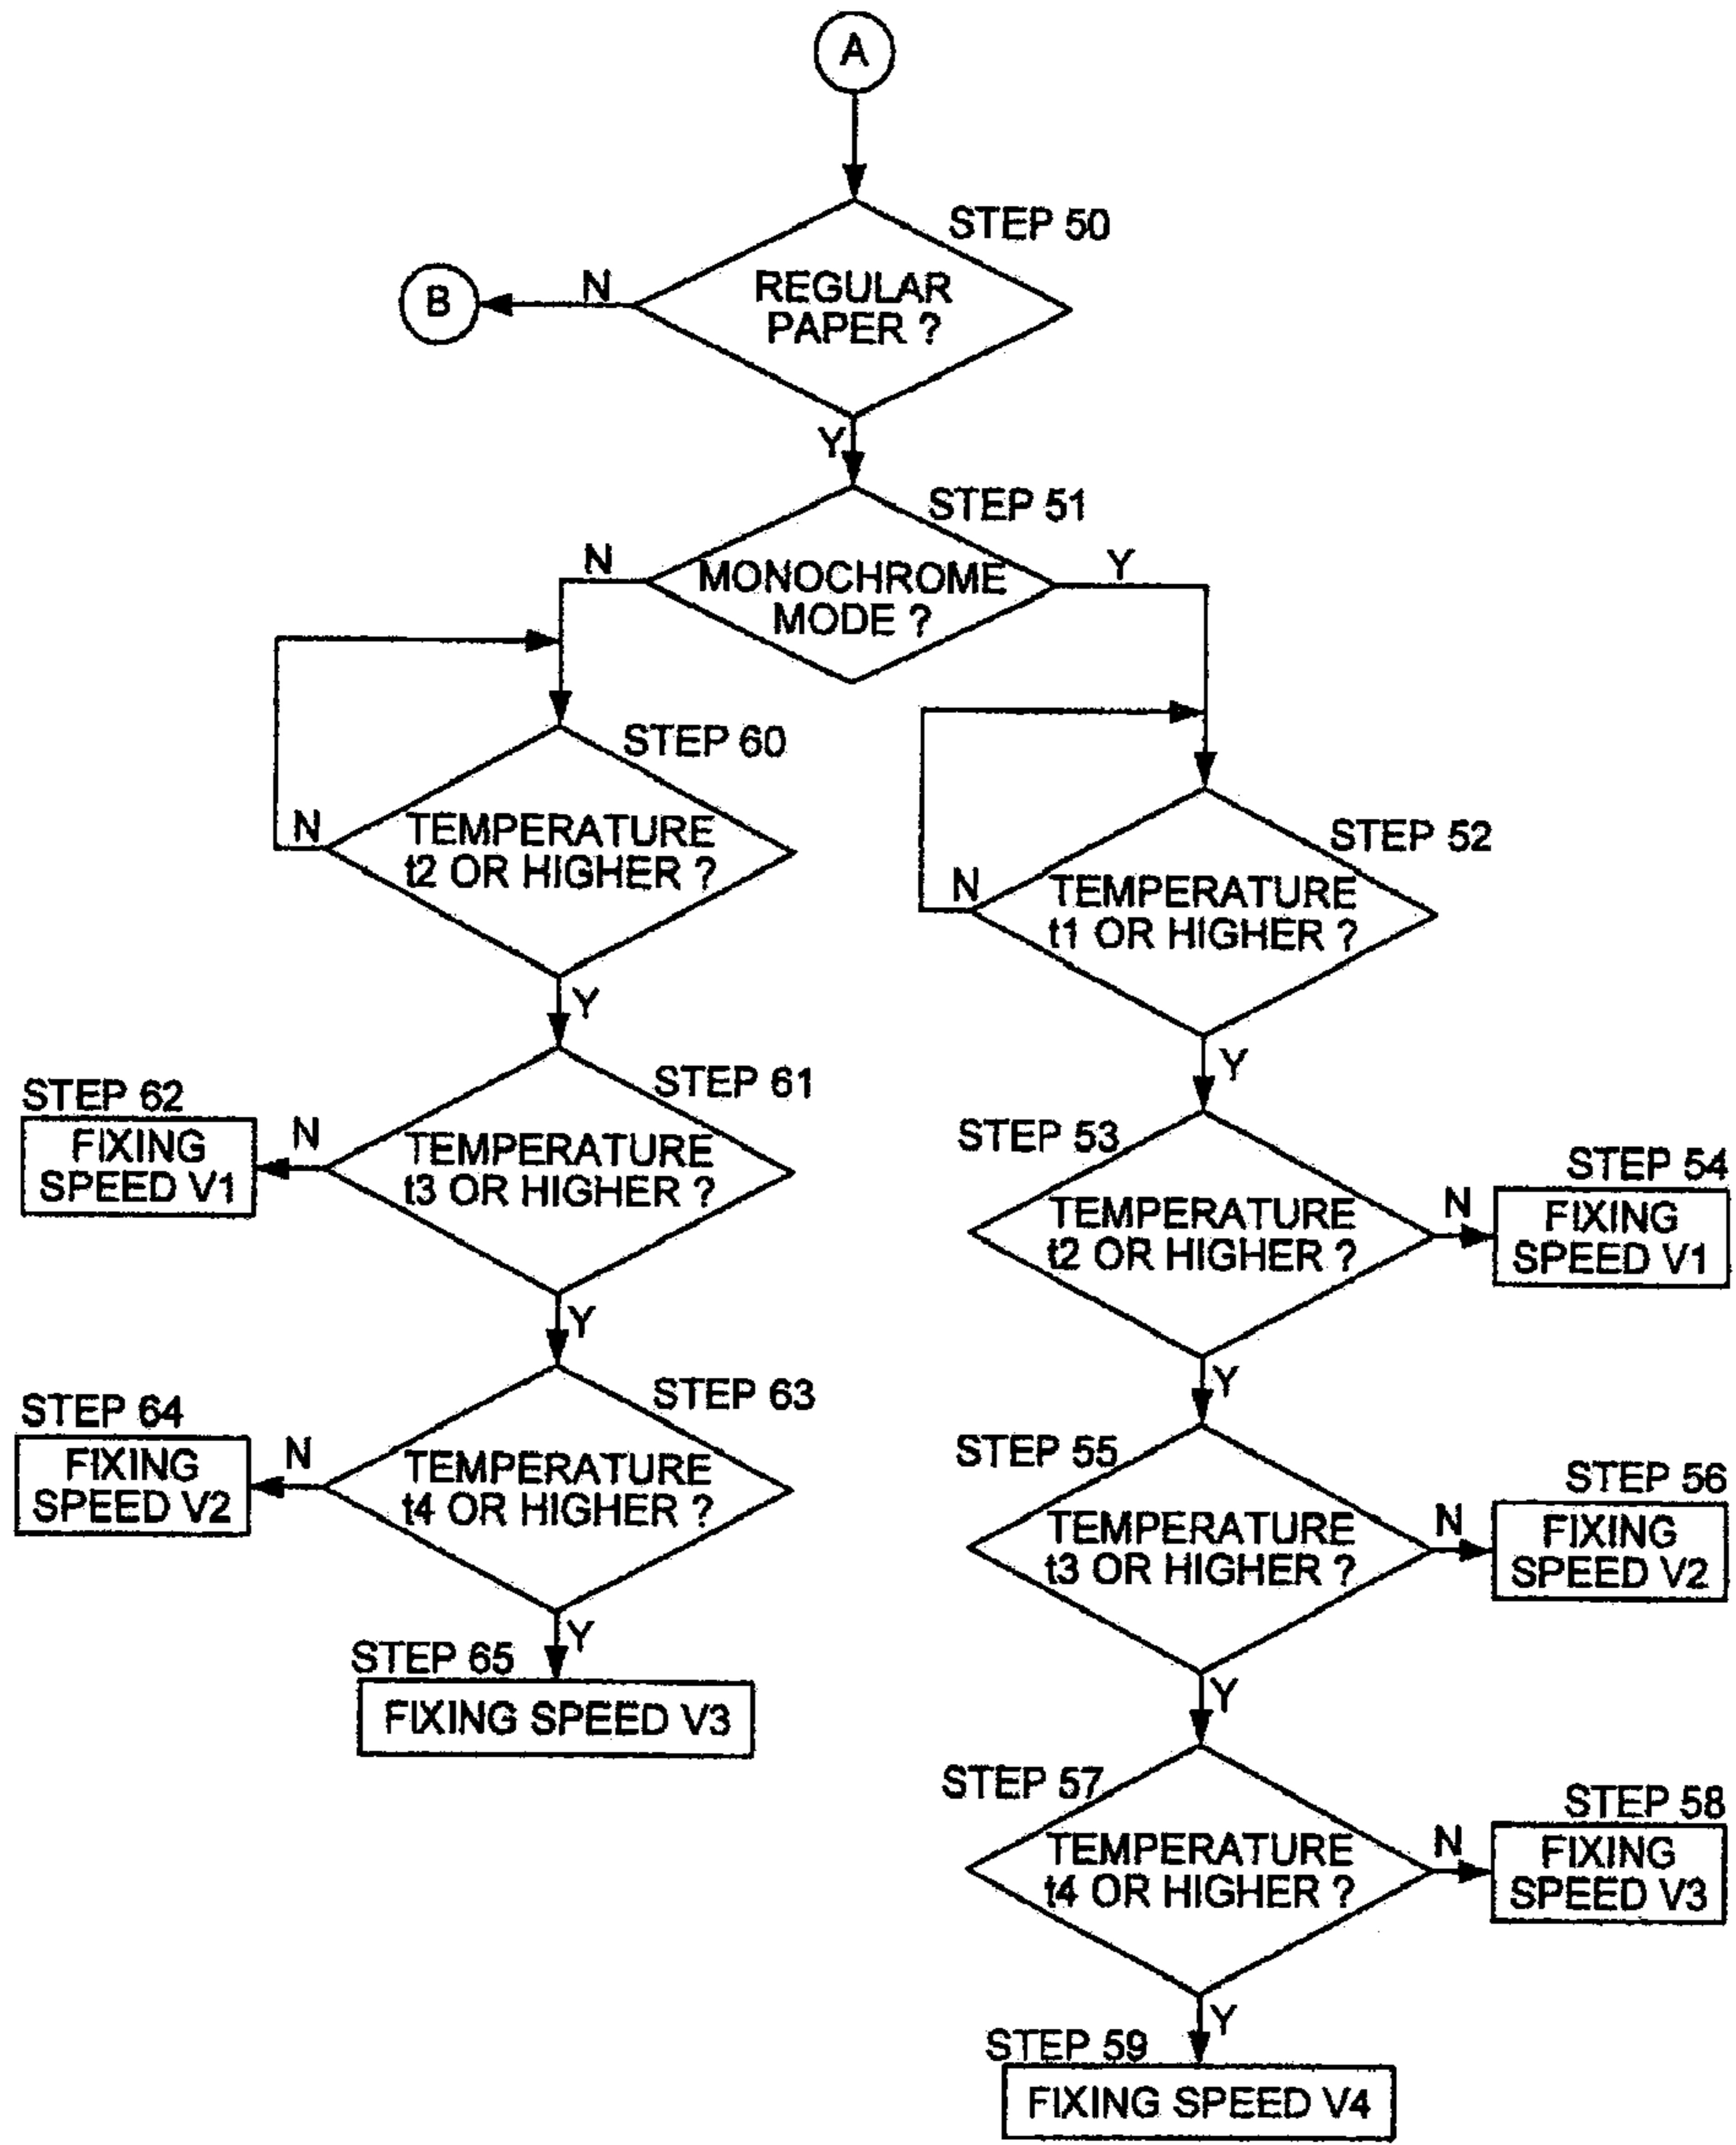 A
STEP 50
REGULAR
PAPER ?
N
B
Y
STEP 51
MONOCHROME
MODE ?
N
Y
STEP 60
TEMPERATURE
t2 OR HIGHER ?
N
Y
STEP 52
TEMPERATURE
t1 OR HIGHER ?
N
Y
STEP 61
TEMPERATURE
t3 OR HIGHER ?
N
STEP 62
FIXING
SPEED V1
Y
STEP 53
TEMPERATURE
t2 OR HIGHER ?
N
STEP 54
FIXING
SPEED V1
Y
STEP 63
TEMPERATURE
t4 OR HIGHER ?
N
STEP 64
FIXING
SPEED V2
Y
STEP 65
FIXING SPEED V3
STEP 55
TEMPERATURE
t3 OR HIGHER ?
N
STEP 56
FIXING
SPEED V2
Y
STEP 57
TEMPERATURE
t4 OR HIGHER ?
N
STEP 58
FIXING
SPEED V3
Y
STEP 59
FIXING SPEED V4